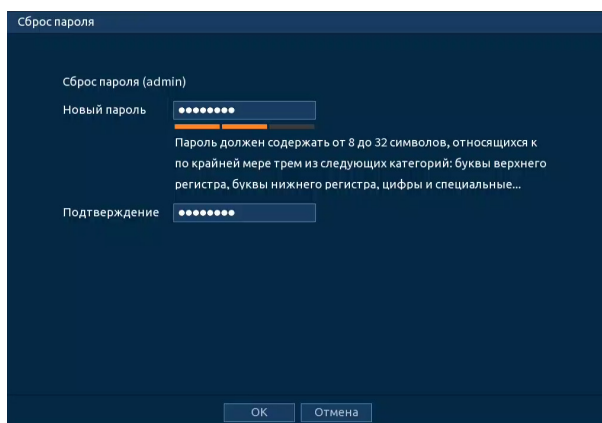 Сброс пароля
Сброс пароля (admin)
Новый пароль ●●●●●●●●
Пароль должен содержать от 8 до 32 символов, относящихся к
по крайней мере трем из следующих категорий: буквы верхнего
регистра, буквы нижнего регистра, цифры и специальные...
Подтверждение ●●●●●●●●
OK Отмена